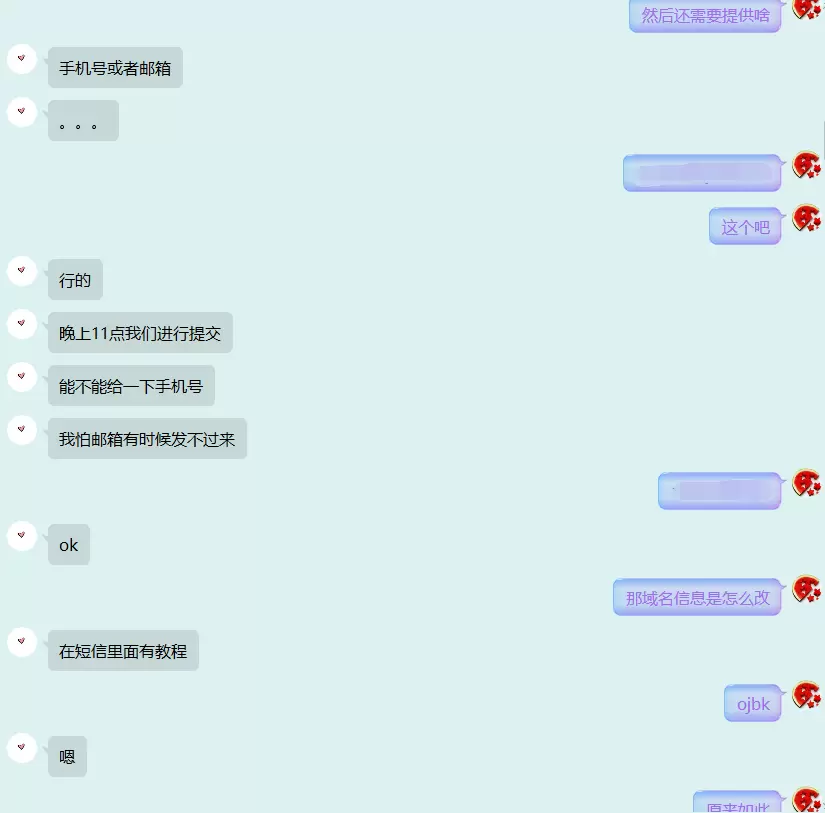 然后还需要提供啥
手机号或者邮箱
。。。
这个吧
行的
晚上11点我们进行提交
能不能给一下手机号
我怕邮箱有时候发不过来
ok
那域名信息是怎么改
在短信里面有教程
ojbk
嗯
原来如此